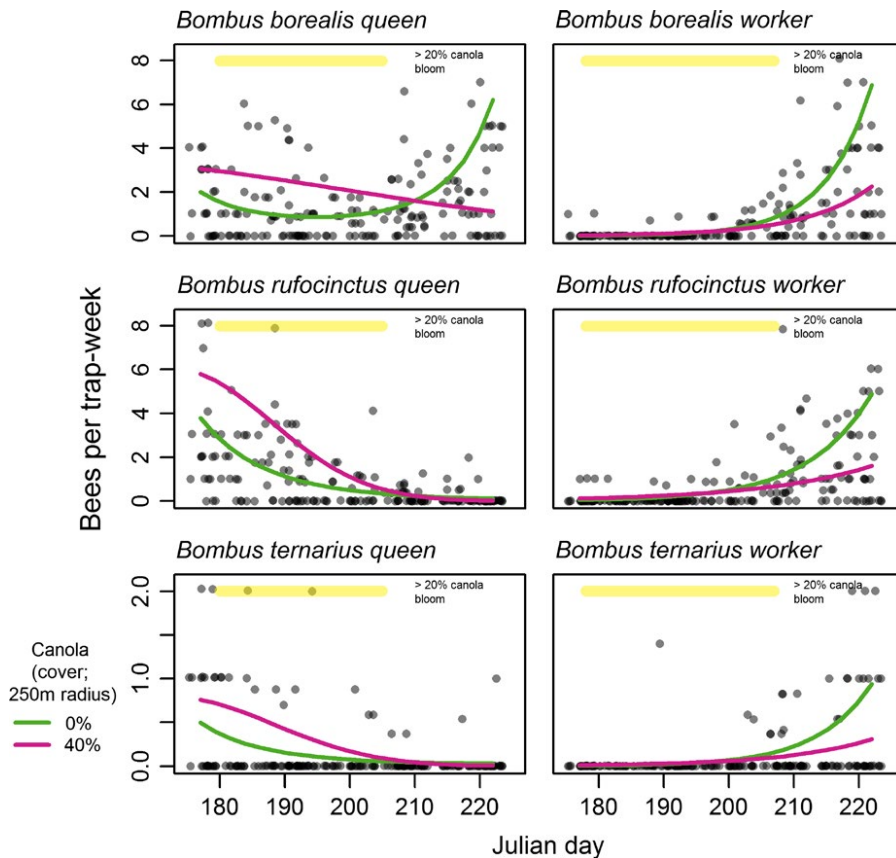 Bombus borealis queen
Bombus borealis worker
8
6
4
2
0
> 20% canola
bloom
> 20% canola
bloom
Bombus rufocinctus queen
Bombus rufocinctus worker
8
6
4
2
0
> 20% canola
bloom
> 20% canola
bloom
Bees per trap-week
Bombus ternarius queen
Bombus ternarius worker
2.0
1.0
0.0
> 20% canola
bloom
> 20% canola
bloom
Canola
(cover;
250m radius)
0%
40%
180 190 200 210 220
180 190 200 210 220
Julian day